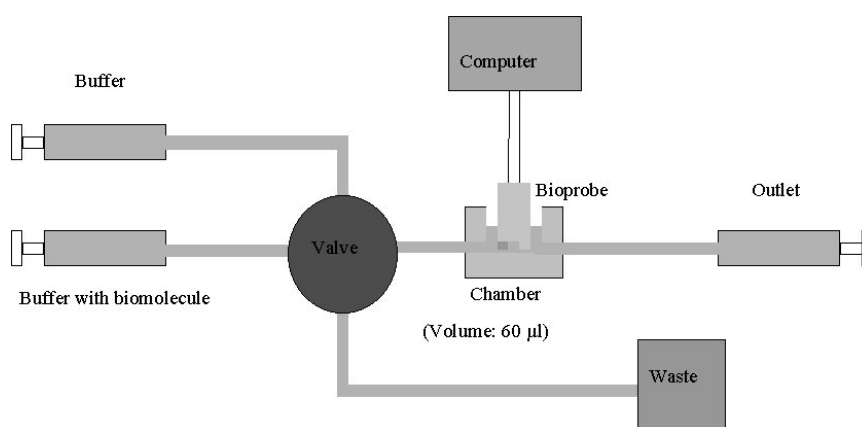 Computer
Buffer
Bioprobe
Outlet
Valve
Buffer with biomolecule
Chamber
(Volume: 60 µl)
Waste